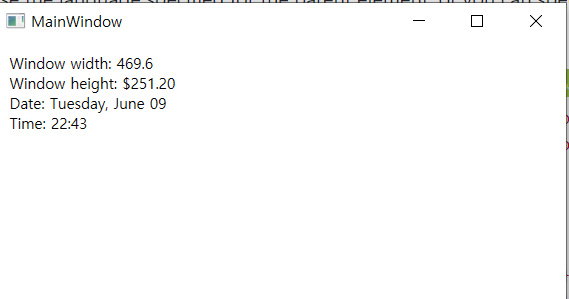 MainWindow
Window width: 469.6
Window height: $251.20
Date: Tuesday, June 09
Time: 22:43